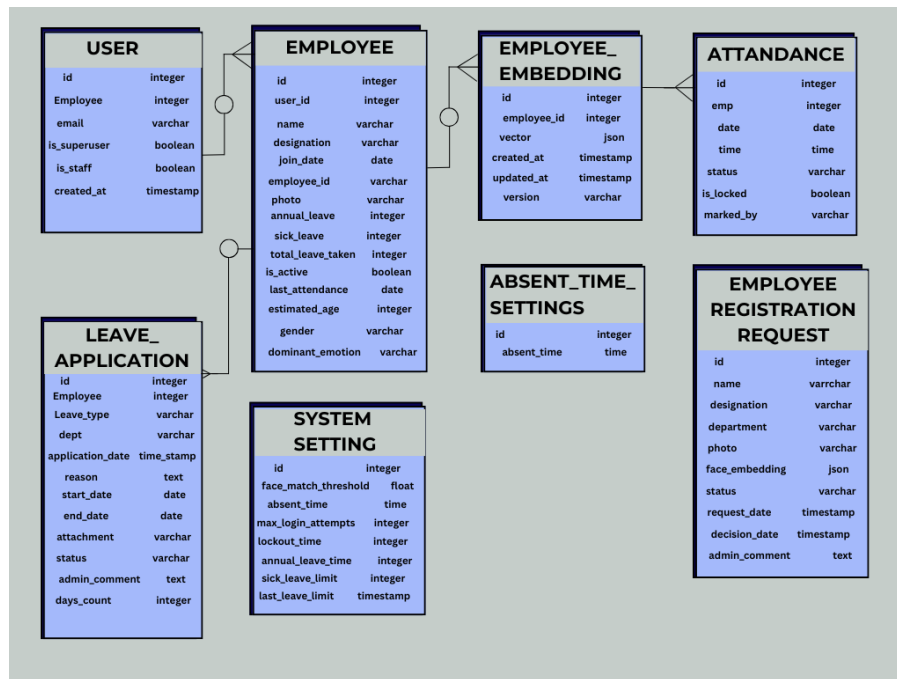 USER
id integer
Employee integer
email varchar
is_superuser boolean
is_staff boolean
created_at timestamp
EMPLOYEE
id integer
user_id integer
name varchar
designation varchar
join_date date
employee_id varchar
photo varchar
annual_leave integer
sick_leave integer
total_leave_taken integer
is_active boolean
last_attendance date
estimated_age integer
gender varchar
dominant_emotion varchar
EMPLOYEE_
EMBEDDING
id integer
employee_id integer
vector json
created_at timestamp
updated_at timestamp
version varchar
ATTANDANCE
id integer
emp integer
date date
time time
status varchar
is_locked boolean
marked_by varchar
LEAVE_
APPLICATION
id integer
Employee integer
Leave_type varchar
dept varchar
application_date time_stamp
reason text
start_date date
end_date date
attachment varchar
status varchar
admin_comment text
days_count integer
SYSTEM
SETTING
id integer
face_match_threshold float
absent_time time
max_login_attempts integer
lockout_time integer
annual_leave_time integer
sick_leave_limit integer
last_leave_limit timestamp
ABSENT_TIME_
SETTINGS
id integer
absent_time time
EMPLOYEE
REGISTRATION
REQUEST
id integer
name varrchar
designation varchar
department varchar
photo varchar
face_embedding json
status varchar
request_date timestamp
decision_date timestamp
admin_comment text